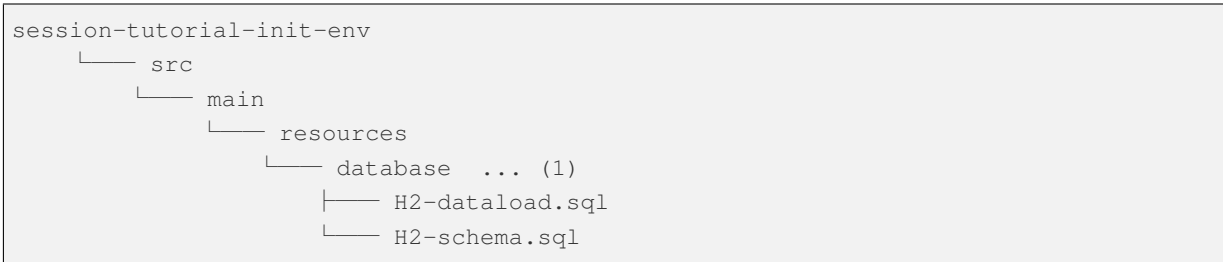 session-tutorial-init-env
    └── src
        └── main
            └── resources
                └── database  ... (1)
                    ├── H2-dataload.sql
                    └── H2-schema.sql